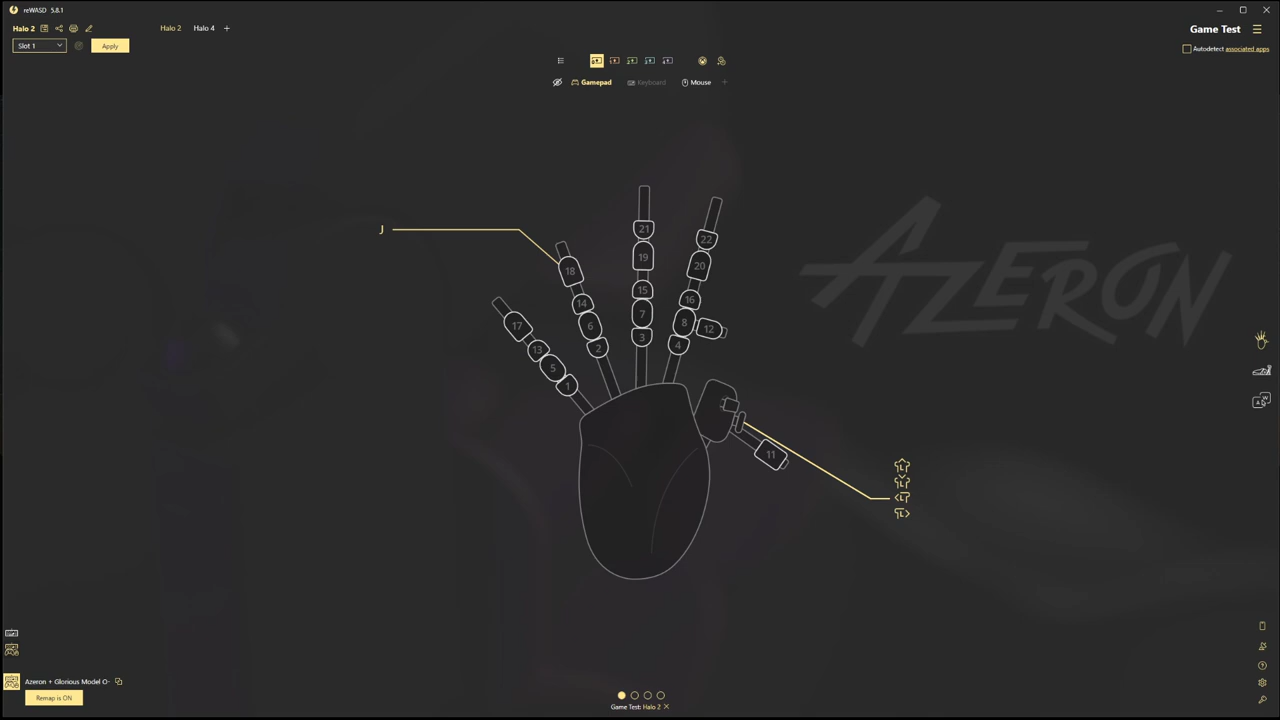 reWASD 5.8.1
Halo 2
Halo 2 Halo 4 +
Game Test
Slot 1
Apply
Autodetect associated apps
Gamepad Keyboard Mouse +
AZERON
J
21
22
18
19
20
17
14
15
16
6
7
8
12
13
2
3
4
5
1
11
Azeron + Glorious Model O-
Remap is ON
Game Test: Halo 2